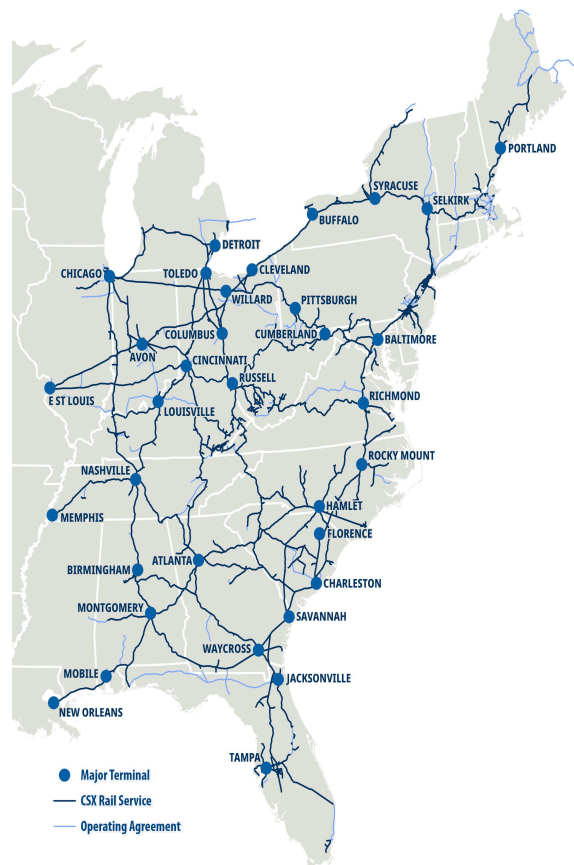 PORTLAND
SYRACUSE
SELKIRK
BUFFALO
DETROIT
CHICAGO
TOLEDO
CLEVELAND
WILLARD
PITTSBURGH
COLUMBUS
CUMBERLAND
BALTIMORE
AVON
CINCINNATI
RUSSELL
E ST LOUIS
LOUISVILLE
RICHMOND
ROCKY MOUNT
NASHVILLE
HAMLET
MEMPHIS
FLORENCE
ATLANTA
BIRMINGHAM
CHARLESTON
MONTGOMERY
SAVANNAH
WAYCROSS
MOBILE
JACKSONVILLE
NEW ORLEANS
TAMPA
Major Terminal
CSX Rail Service
Operating Agreement